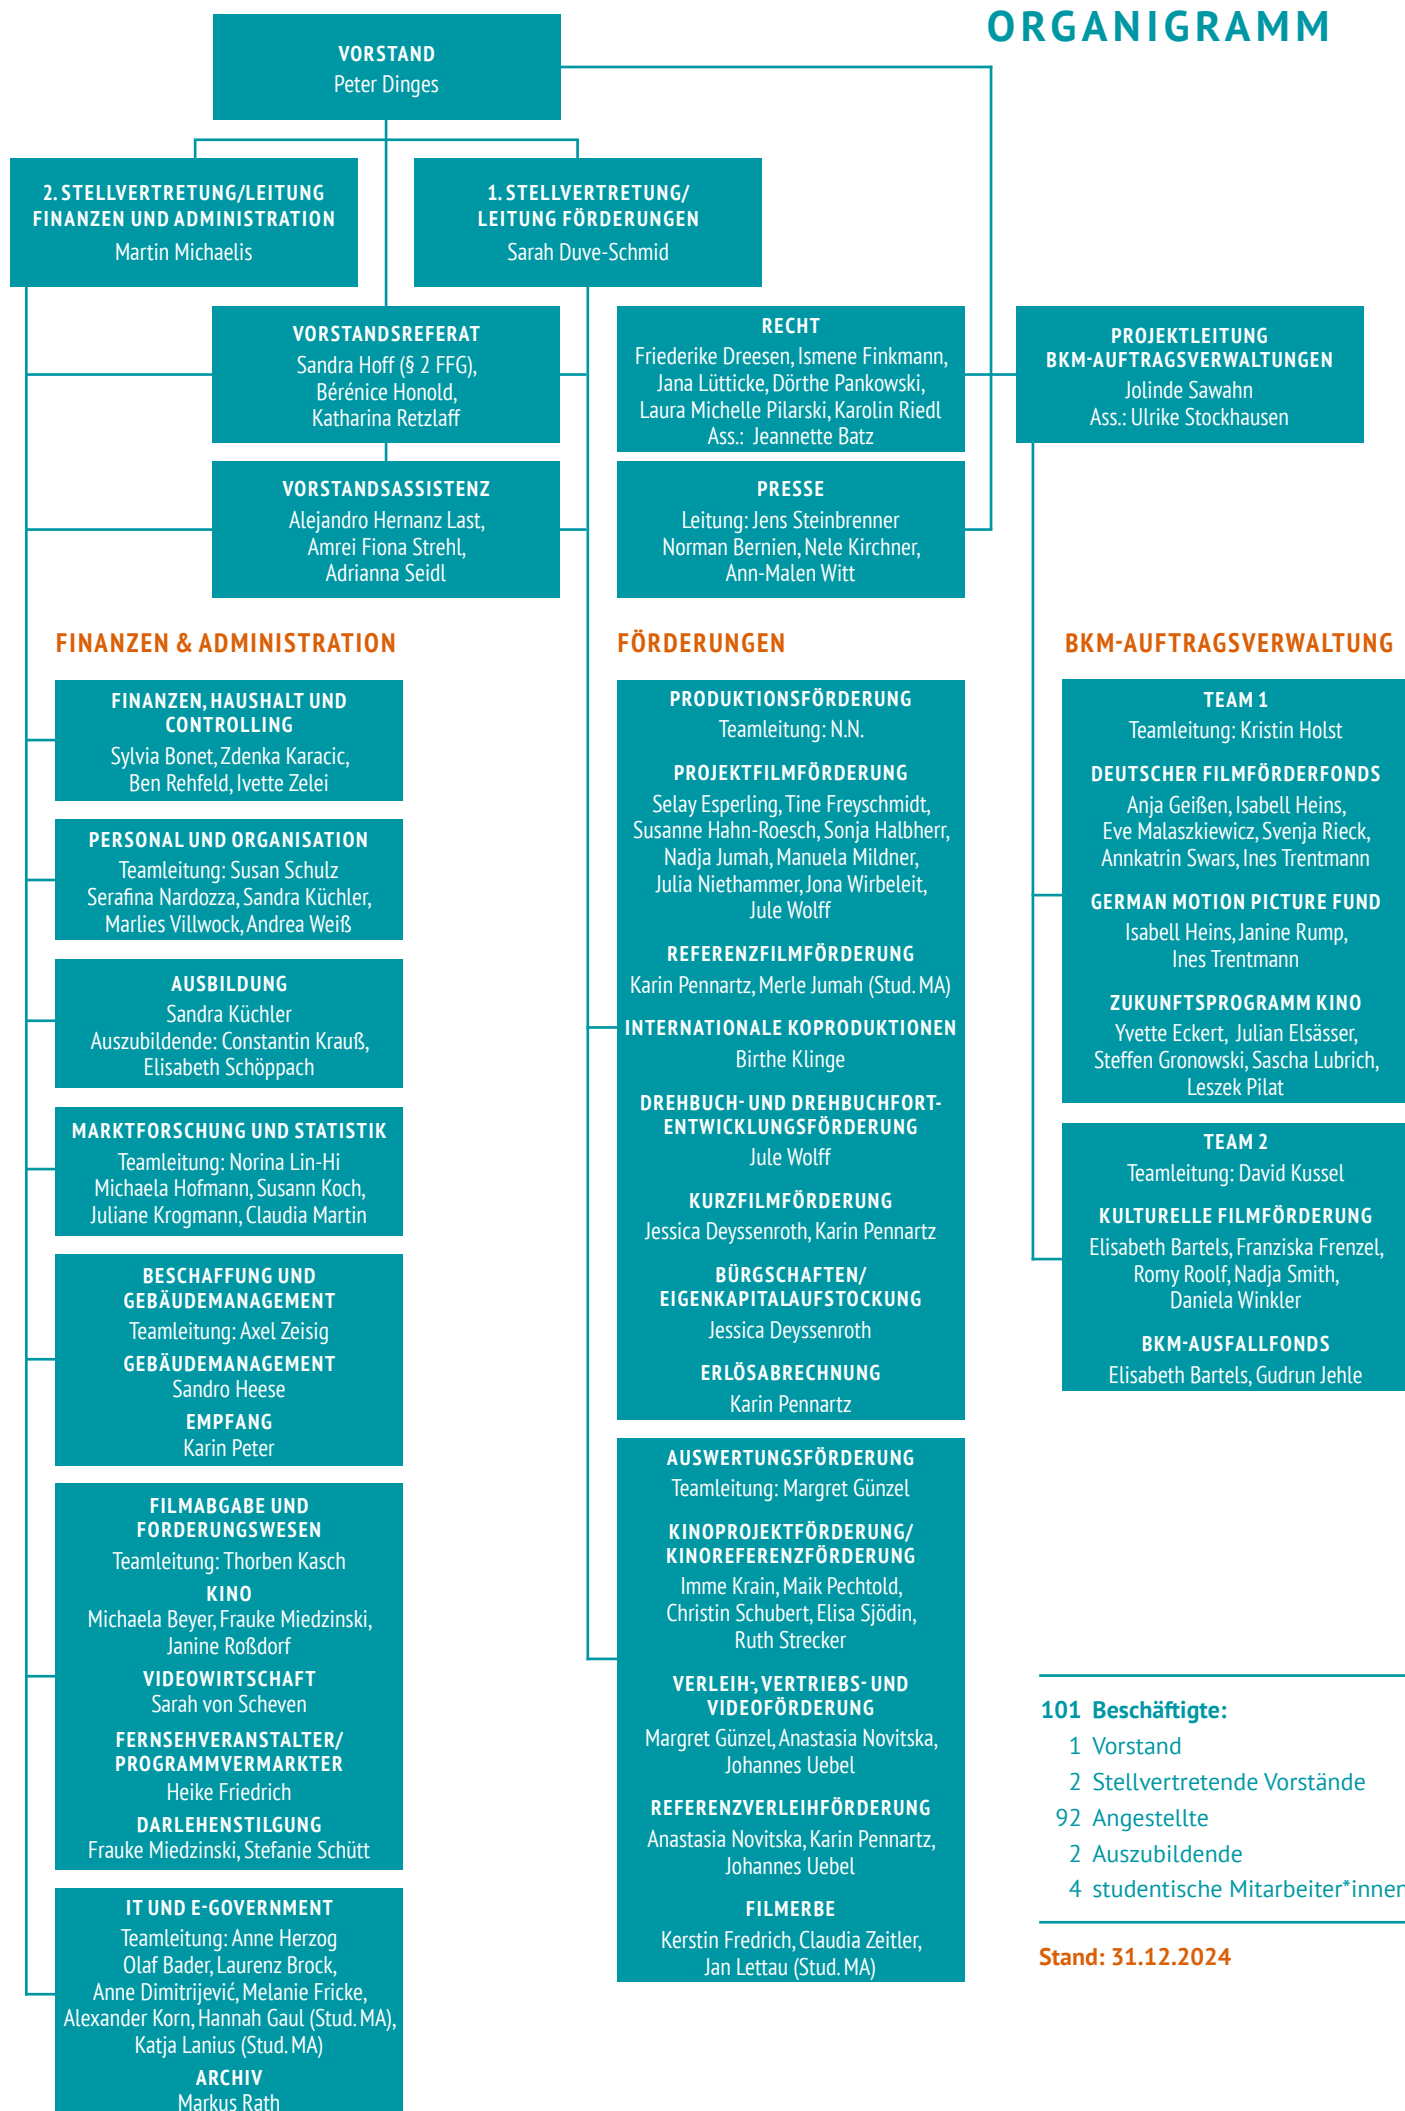 ORGANIGRAMM
VORSTAND
Peter Dinges
2. STELLVERTRETUNG/LEITUNG
FINANZEN UND ADMINISTRATION
Martin Michaelis
1. STELLVERTRETUNG/
LEITUNG FÖRDERUNGEN
Sarah Duve-Schmid
VORSTANDSREFERAT
Sandra Hoff (§ 2 FFG),
Bérénice Honold,
Katharina Retzlaff
RECHT
Friederike Dreesen, Ismene Finkmann,
Jana Lütticke, Dörthe Pankowski,
Laura Michelle Pilarski, Karolin Riedl
Ass.: Jeannette Batz
PROJEKTLEITUNG
BKM-AUFTRAGSVERWALTUNGEN
Jolinde Sawahn
Ass.: Ulrike Stockhausen
VORSTANDSASSISTENZ
Alejandro Hernanz Last,
Amrei Fiona Strehl,
Adrianna Seidl
PRESSE
Leitung: Jens Steinbrenner
Norman Bernien, Nele Kirchner,
Ann-Malen Witt
FINANZEN & ADMINISTRATION
FINANZEN, HAUSHALT UND
CONTROLLING
Sylvia Bonet, Zdenka Karacic,
Ben Rehfeld, Ivette Zelei
PERSONAL UND ORGANISATION
Teamleitung: Susan Schulz
Serafina Nardozza, Sandra Küchler,
Marlies Villwock, Andrea Weiß
AUSBILDUNG
Sandra Küchler
Auszubildende: Constantin Krauß,
Elisabeth Schöppach
MARKTFORSCHUNG UND STATISTIK
Teamleitung: Norina Lin-Hi
Michaela Hofmann, Susann Koch,
Juliane Krogmann, Claudia Martin
BESCHAFFUNG UND
GEBÄUDEMANAGEMENT
Teamleitung: Axel Zeisig
GEBÄUDEMANAGEMENT
Sandro Heese
EMPFANG
Karin Peter
FILMABGABE UND
FORDERUNGSWESEN
Teamleitung: Thorben Kasch
KINO
Michaela Beyer, Frauke Miedzinski,
Janine Roßdorf
VIDEOWIRTSCHAFT
Sarah von Scheven
FERNSEHVERANSTALTER/
PROGRAMMVERMARKTER
Heike Friedrich
DARLEHENSTILGUNG
Frauke Miedzinski, Stefanie Schütt
IT UND E-GOVERNMENT
Teamleitung: Anne Herzog
Olaf Bader, Laurenz Brock,
Anne Dimitrijević, Melanie Fricke,
Alexander Korn, Hannah Gaul (Stud. MA),
Katja Lanius (Stud. MA)
ARCHIV
Markus Rath
FÖRDERUNGEN
PRODUKTIONSFÖRDERUNG
Teamleitung: N.N.
PROJEKTFILMFÖRDERUNG
Selay Esperling, Tine Freyschmidt,
Susanne Hahn-Roesch, Sonja Halbherr,
Nadja Jumah, Manuela Mildner,
Julia Niethammer, Jona Wirbeleit,
Jule Wolff
REFERENZFILMFÖRDERUNG
Karin Pennartz, Merle Jumah (Stud. MA)
INTERNATIONALE KOPRODUKTIONEN
Birthe Klinge
DREHBUCH- UND DREHBUCHFORT-
ENTWICKLUNGSFÖRDERUNG
Jule Wolff
KURZFILMFÖRDERUNG
Jessica Deyssenroth, Karin Pennartz
BÜRGSCHAFTEN/
EIGENKAPITALAUFSTOCKUNG
Jessica Deyssenroth
ERLÖSABRECHNUNG
Karin Pennartz
AUSWERTUNGSFÖRDERUNG
Teamleitung: Margret Günzel
KINOPROJEKTFÖRDERUNG/
KINOREFERENZFÖRDERUNG
Imme Krain, Maik Pechtold,
Christin Schubert, Elisa Sjödin,
Ruth Strecker
VERLEIH-, VERTRIEBS- UND
VIDEOFÖRDERUNG
Margret Günzel, Anastasia Novitska,
Johannes Uebel
REFERENZVERLEIHFÖRDERUNG
Anastasia Novitska, Karin Pennartz,
Johannes Uebel
FILMERBE
Kerstin Fredrich, Claudia Zeitler,
Jan Lettau (Stud. MA)
BKM-AUFTRAGSVERWALTUNG
TEAM 1
Teamleitung: Kristin Holst
DEUTSCHER FILMFÖRDERFONDS
Anja Geißen, Isabell Heins,
Eve Malaszkiewicz, Svenja Rieck,
Annkatrin Swars, Ines Trentmann
GERMAN MOTION PICTURE FUND
Isabell Heins, Janine Rump,
Ines Trentmann
ZUKUNFTSPROGRAMM KINO
Yvette Eckert, Julian Elsässer,
Steffen Gronowski, Sascha Lubrich,
Leszek Pilat
TEAM 2
Teamleitung: David Kussel
KULTURELLE FILMFÖRDERUNG
Elisabeth Bartels, Franziska Frenzel,
Romy Roolf, Nadja Smith,
Daniela Winkler
BKM-AUSFALLFONDS
Elisabeth Bartels, Gudrun Jehle
101 Beschäftigte:
1 Vorstand
2 Stellvertretende Vorstände
92 Angestellte
2 Auszubildende
4 studentische Mitarbeiter*innen
Stand: 31.12.2024